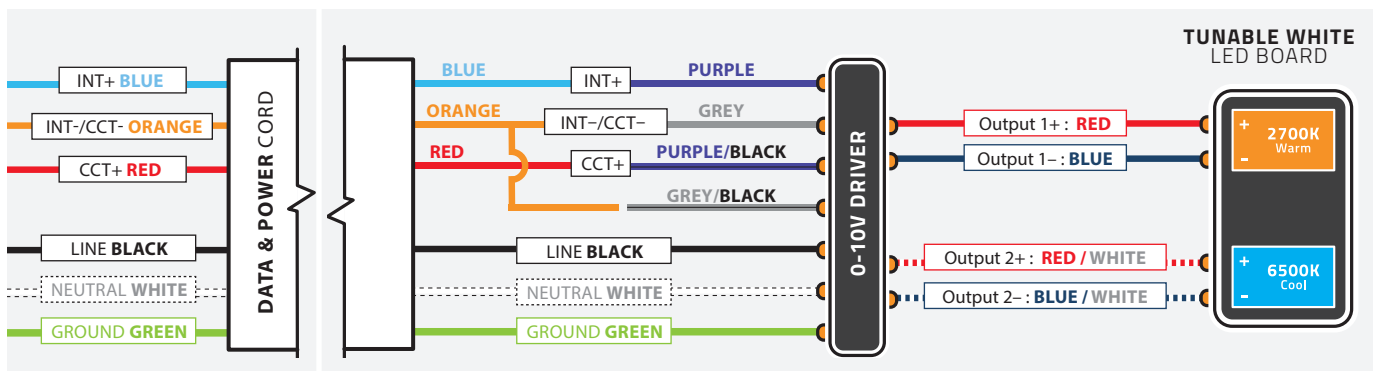 INT+ BLUE
INT-/CCT- ORANGE
CCT+ RED
LINE BLACK
NEUTRAL WHITE
GROUND GREEN
DATA & POWER CORD
BLUE
INT+
PURPLE
ORANGE
INT–/CCT–
GREY
RED
CCT+
PURPLE/BLACK
GREY/BLACK
LINE BLACK
NEUTRAL WHITE
GROUND GREEN
0-10V DRIVER
Output 1+ : RED
Output 1– : BLUE
Output 2+ : RED / WHITE
Output 2– : BLUE / WHITE
TUNABLE WHITE
LED BOARD
+
2700K
Warm
-
+
6500K
Cool
-